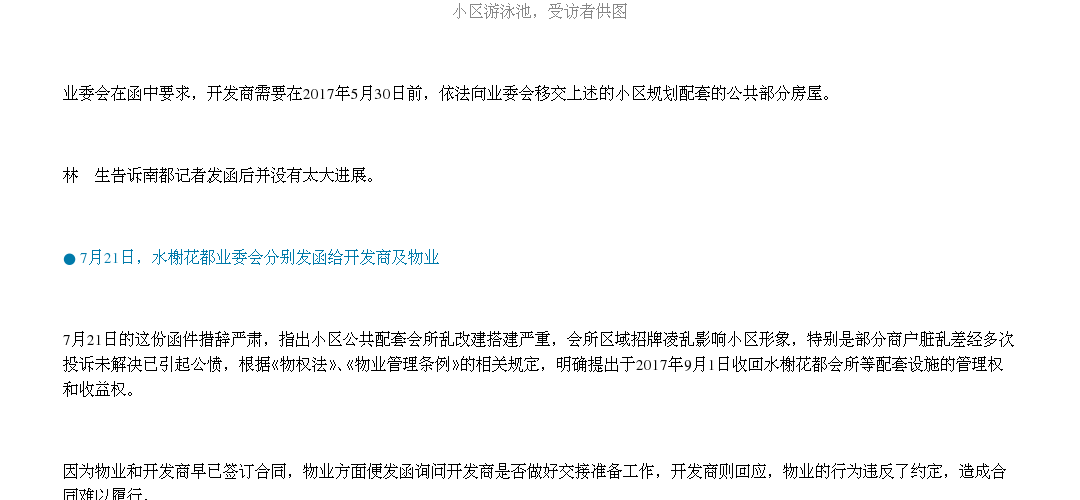 小区游泳池，受访者供图
业委会在函中要求，开发商需要在2017年5月30日前，依法向业委会移交上述的小区规划配套的公共部分房屋。
林　生告诉南都记者发函后并没有太大进展。
● 7月21日，水榭花都业委会分别发函给开发商及物业
7月21日的这份函件措辞严肃，指出小区公共配套会所乱改建搭建严重，会所区域招牌凌乱影响小区形象，特别是部分商户脏乱差经多次
投诉未解决已引起公愤，根据《物权法》、《物业管理条例》的相关规定，明确提出于2017年9月1日收回水榭花都会所等配套设施的管理权
和收益权。
因为物业和开发商早已签订合同，物业方面便发函询问开发商是否做好交接准备工作，开发商则回应，物业的行为违反了约定，造成合
同难以履行。